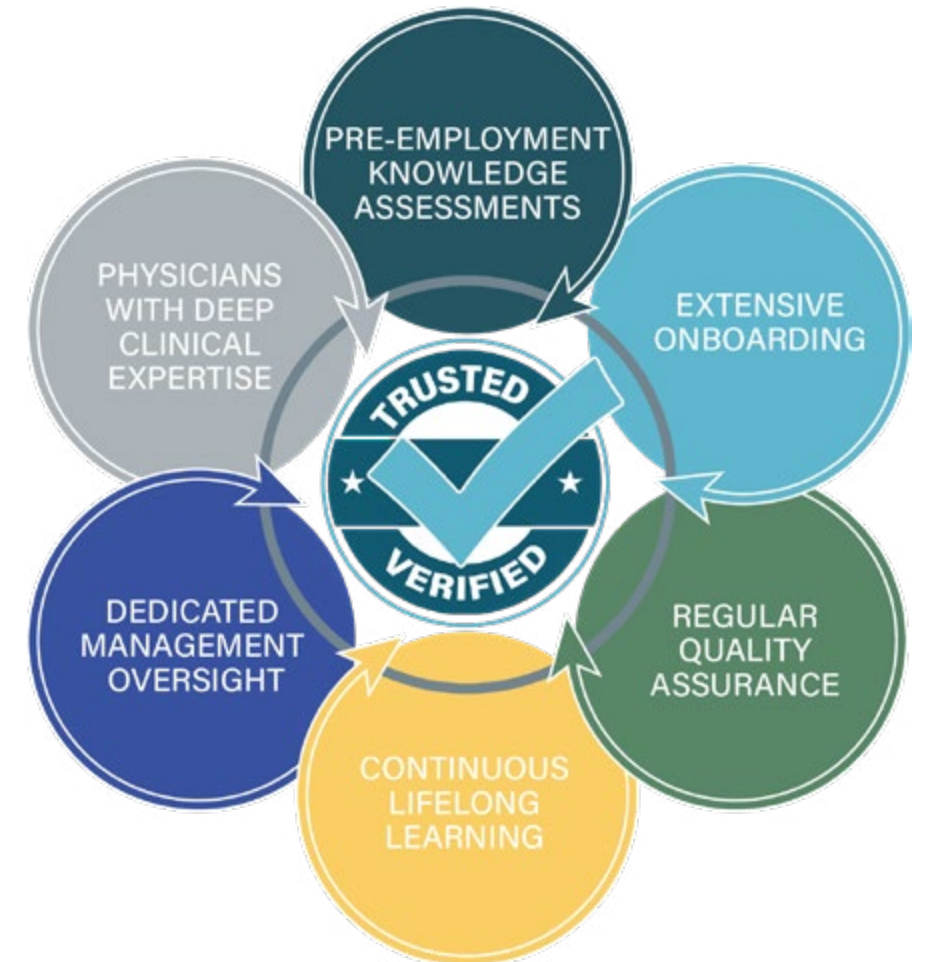 PRE-EMPLOYMENT
KNOWLEDGE
ASSESSMENTS
EXTENSIVE
ONBOARDING
REGULAR
QUALITY
ASSURANCE
CONTINUOUS
LIFELONG
LEARNING
DEDICATED
MANAGEMENT
OVERSIGHT
PHYSICIANS
WITH DEEP
CLINICAL
EXPERTISE
TRUSTED
VERIFIED